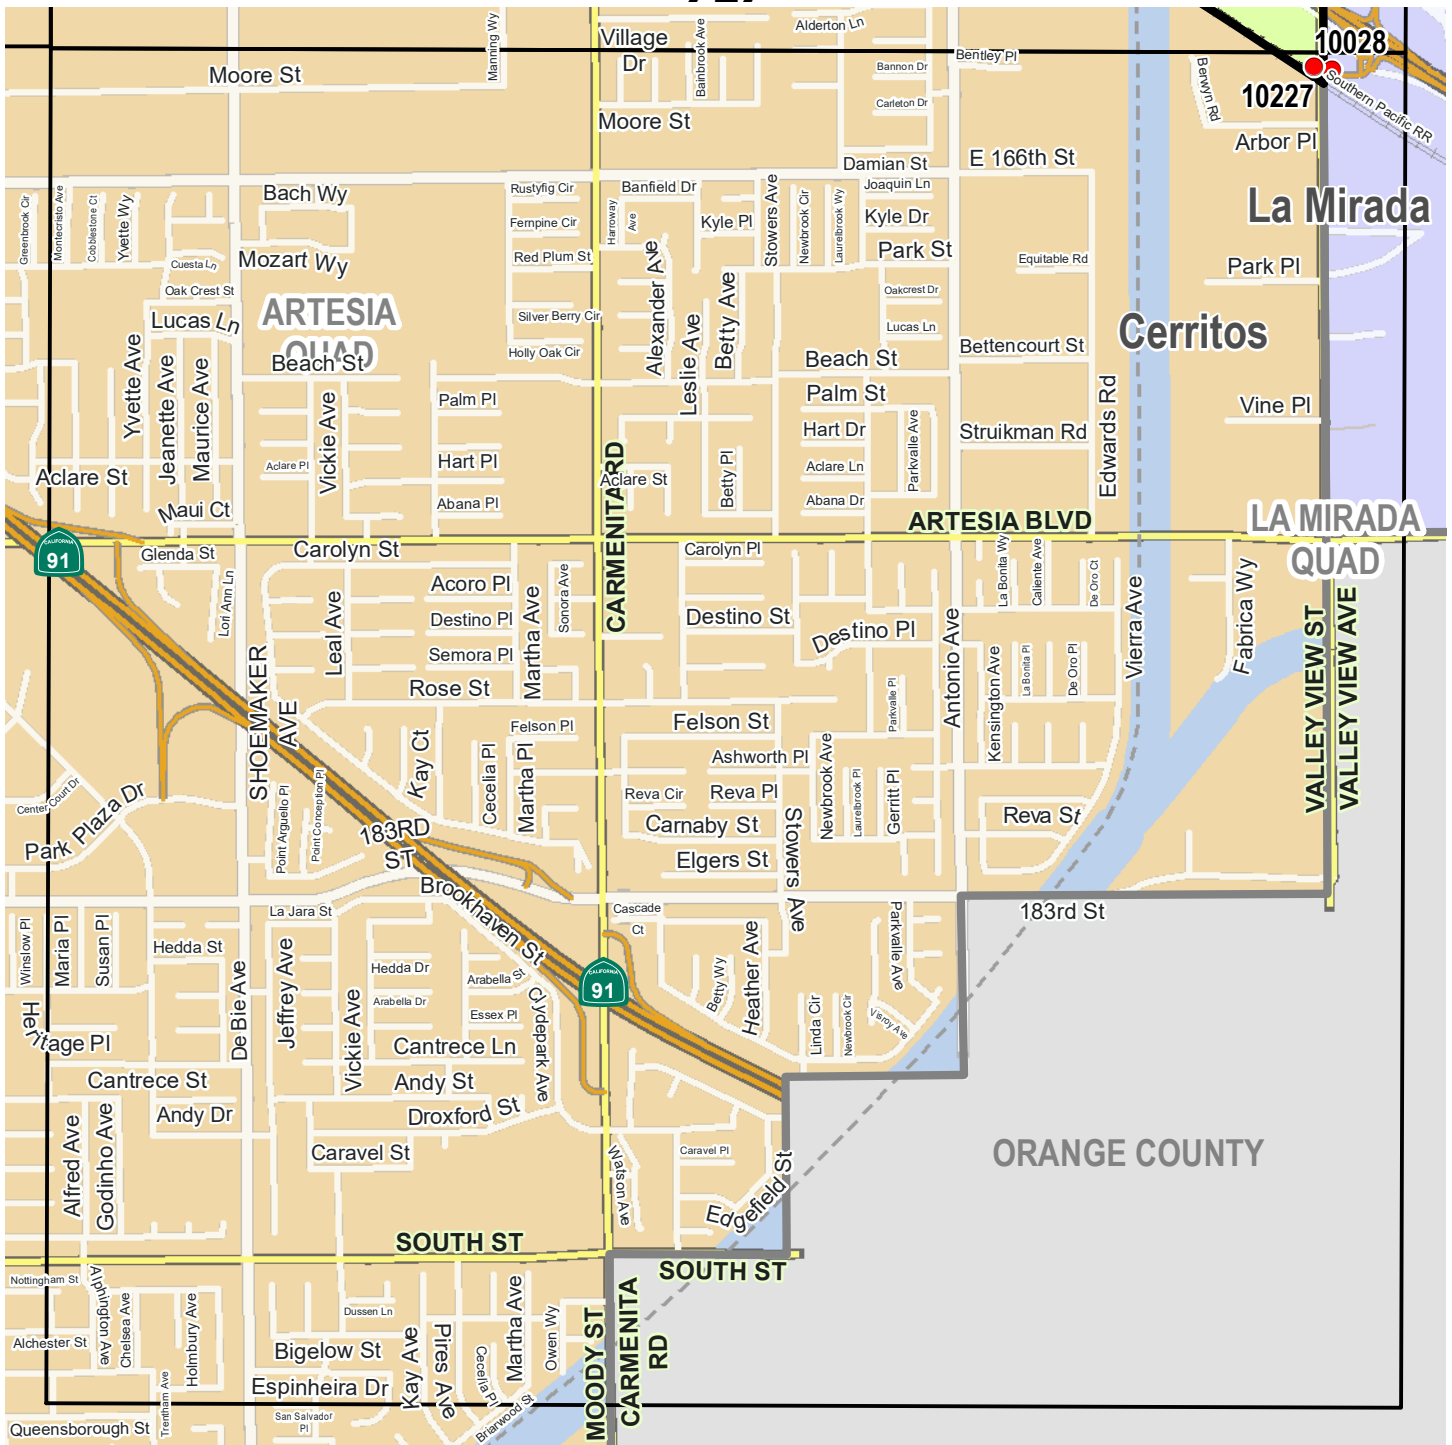 Village
Dr
Bainbrook Ave
Alderton Ln
Manning Wy
Moore St
Bannon Dr
Bentley Pl
Berwyn Rd
10028
10227
Southern Pacific RR
Carleton Dr
Moore St
Arbor Pl
Damian St
E 166th St
Greenbrook Cir
Montecristo Ave
Cobblestone Ct
Yvette Wy
Bach Wy
Rustyfig Cir
Banfield Dr
Stowers Ave
Newbrook Cir
Laurelbrook Wy
Joaquin Ln
La Mirada
Fernpine Cir
Harroway
Ave
Kyle Pl
Kyle Dr
Mozart Wy
Cuesta Ln
Red Plum St
Alexander Ave
Park St
Equitable Rd
Park Pl
Oak Crest St
ARTESIA
QUAD
Silver Berry Cir
Leslie Ave
Betty Ave
Oakcrest Dr
Lucas Ln
Lucas Ln
Cerritos
Holly Oak Cir
Beach St
Beach St
Bettencourt St
Yvette Ave
Jeanette Ave
Maurice Ave
Vickie Ave
Palm Pl
Palm St
Edwards Rd
Vine Pl
Hart Dr
Parkvalle Ave
Struikman Rd
Aclare St
Aclare Pl
Hart Pl
CARMENITA RD
Aclare St
Betty Pl
Aclare Ln
Maui Ct
Abana Pl
Abana Dr
ARTESIA BLVD
LA MIRADA
QUAD
CALIFORNIA
91
Glenda St
Carolyn St
Carolyn Pl
La Bonita Wy
Caliente Ave
De Oro Ct
Vierra Ave
Fabrica Wy
Lori Ann Ln
Leal Ave
Acoro Pl
Martha Ave
Sonora Ave
Destino Pl
Destino St
Destino Pl
Antonio Ave
Semora Pl
Kensington Ave
La Bonita Pl
De Oro Pl
VALLEY VIEW ST
VALLEY VIEW AVE
SHOEMAKER
AVE
Rose St
Parkvalle Pl
Felson Pl
Felson St
Kay Ct
Cecelia Pl
Martha Pl
Ashworth Pl
Newbrook Ave
Laurelbrook Pl
Gerritt Pl
Center Court Dr
Park Plaza Dr
Point Arguello Pl
Point Conception Pl
Reva Cir
Reva Pl
Reva St
183RD
ST
Carnaby St
Stowers Ave
Elgers St
Brookhaven St
La Jara St
Cascade
Ct
Parkvalle Ave
183rd St
Winslow Pl
Maria Pl
Susan Pl
Hedda St
De Bie Ave
Jeffrey Ave
Vickie Ave
Hedda Dr
Arabella St
Clydepark Ave
CALIFORNIA
91
Betty Wy
Heather Ave
Linda Cir
Newbrook Cir
Visroy Ave
Arabella Dr
Essex Pl
Heritage Pl
Cantrece Ln
Cantrece St
Andy St
Andy Dr
Droxford St
Alfred Ave
Godinho Ave
Caravel St
Watson Ave
Caravel Pl
Edgefield St
ORANGE COUNTY
SOUTH ST
SOUTH ST
Nottingham St
Alphington Ave
Chelsea Ave
Holmbury Ave
Dussen Ln
Martha Ave
Owen Wy
MOODY ST
CARMENITA
RD
Alchester St
Bigelow St
Kay Ave
Pires Ave
Cecelia Pl
Trentham Ave
Espinheira Dr
Queensborough St
San Salvador
Pl
Briarwood St